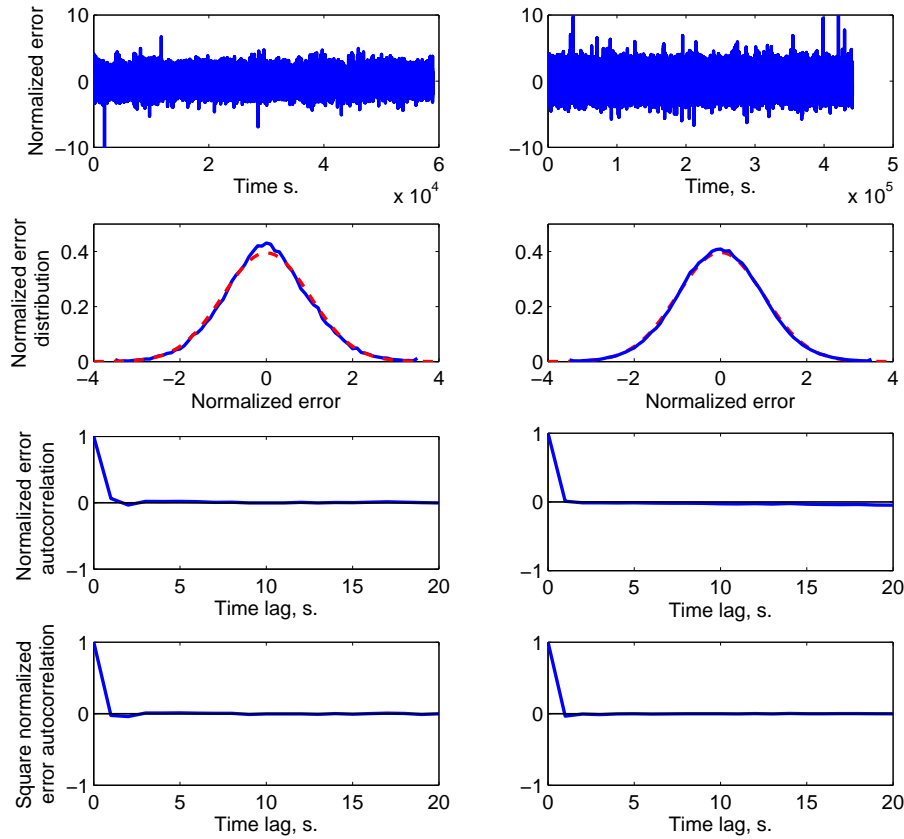 10
0
−10
Normalized error
0 2 4 6
Time s.
x 10^4
10
0
−10
0 1 2 3 4 5
Time, s.
x 10^5
0.4
0.2
0
Normalized error
distribution
−4 −2 0 2 4
Normalized error
0.4
0.2
0
−4 −2 0 2 4
Normalized error
1
0
−1
Normalized error
autocorrelation
0 5 10 15 20
Time lag, s.
1
0
−1
0 5 10 15 20
Time lag, s.
1
0
−1
Square normalized
error autocorrelation
0 5 10 15 20
Time lag, s.
1
0
−1
0 5 10 15 20
Time lag, s.